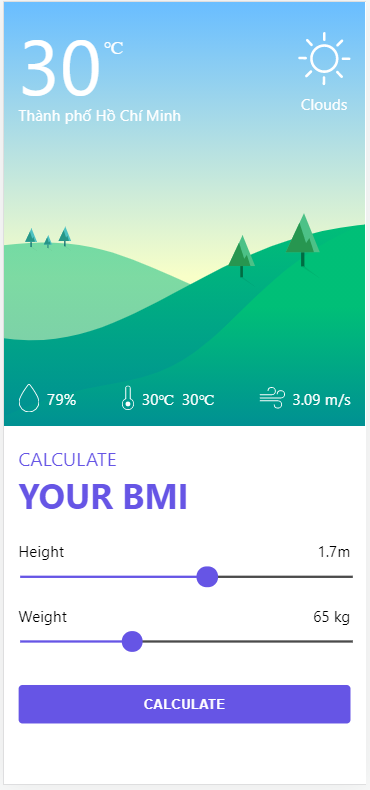 30℃
Clouds
Thành phố Hồ Chí Minh
79% 30℃ 30℃ 3.09 m/s
CALCULATE
YOUR BMI
Height 1.7m
Weight 65 kg
CALCULATE